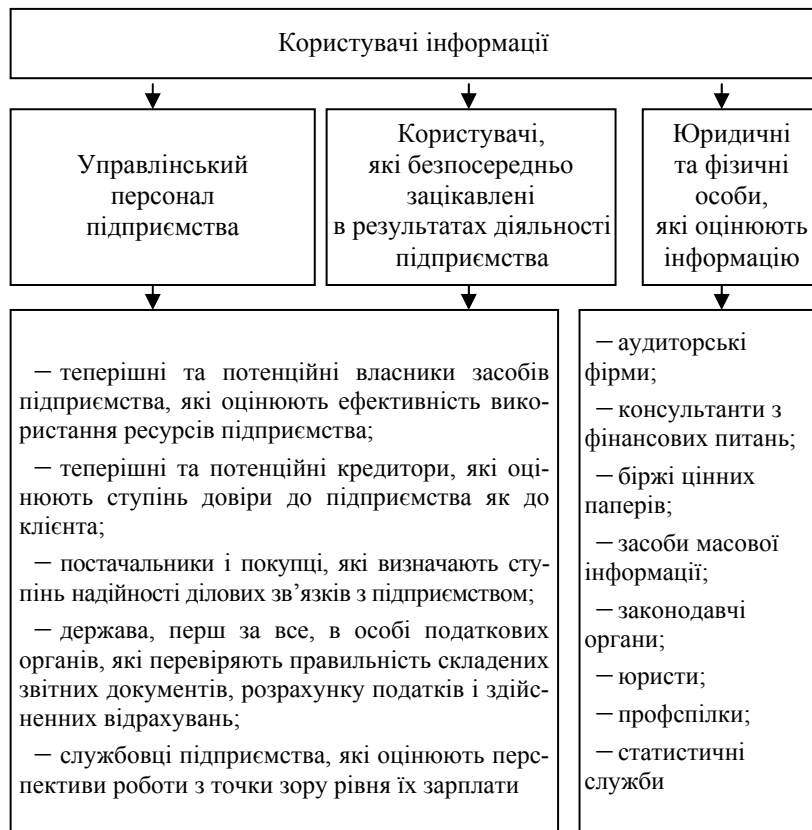 Користувачі інформації
Управлінський
персонал
підприємства
Користувачі,
які безпосередньо
зацікавлені
в результатах діяльності
підприємства
Юридичні
та фізичні
особи,
які оцінюють
інформацію
— теперішні та потенційні власники засобів
підприємства, які оцінюють ефективність вико-
ристання ресурсів підприємства;
— теперішні та потенційні кредитори, які оці-
нюють ступінь довіри до підприємства як до
клієнта;
— постачальники і покупці, які визначають сту-
пінь надійності ділових зв’язків з підприємством;
— держава, перш за все, в особі податкових
органів, які перевіряють правильність складених
звітних документів, розрахунку податків і здійс-
ненних відрахувань;
— службовці підприємства, які оцінюють перс-
пективи роботи з точки зору рівня їх зарплати
— аудиторські
фірми;
— консультанти з
фінансових питань;
— біржі цінних
паперів;
— засоби масової
інформації;
— законодавчі
органи;
— юристи;
— профспілки;
— статистичні
служби